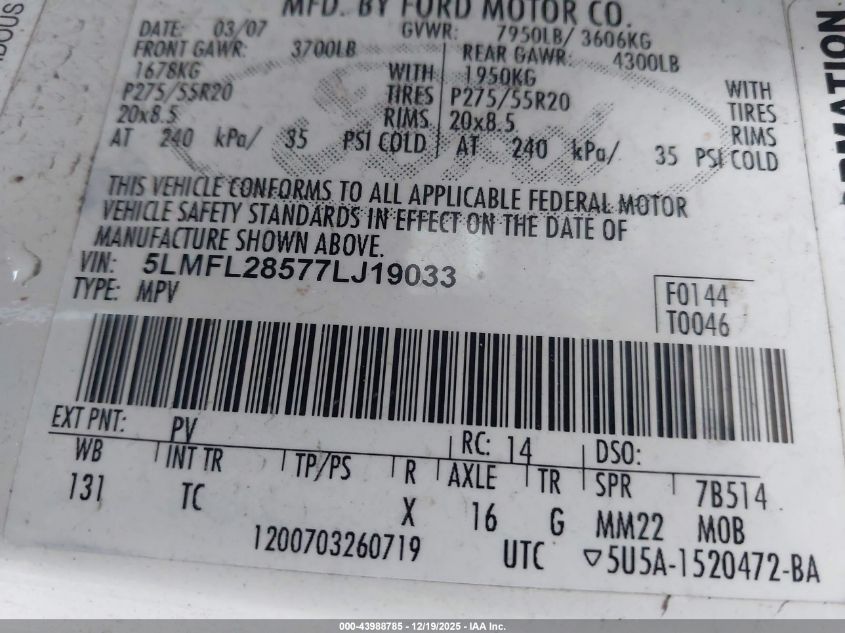 MFD. BY FORD MOTOR CO.
DATE: 03/07 GVWR: 7950LB/ 3606KG
FRONT GAWR: 3700LB REAR GAWR: 4300LB
1678KG WITH 1950KG WITH
P275/55R20 TIRES P275/55R20 TIRES
20x8.5 RIMS 20x8.5 RIMS
AT 240 kPa/ 35 PSI COLD AT 240 kPa/ 35 PSI COLD
THIS VEHICLE CONFORMS TO ALL APPLICABLE FEDERAL MOTOR
VEHICLE SAFETY STANDARDS IN EFFECT ON THE DATE OF
MANUFACTURE SHOWN ABOVE.
VIN: 5LMFL28577LJ19033
TYPE: MPV
F0144
T0046
EXT PNT: PV RC: 14 DSO:
WB INT TR TP/PS R AXLE TR SPR 7B514
131 TC X 16 G MM22 MOB
1200703260719 UTC ▽5U5A-1520472-BA
000-43988785 - 12/19/2025 - IAA Inc.